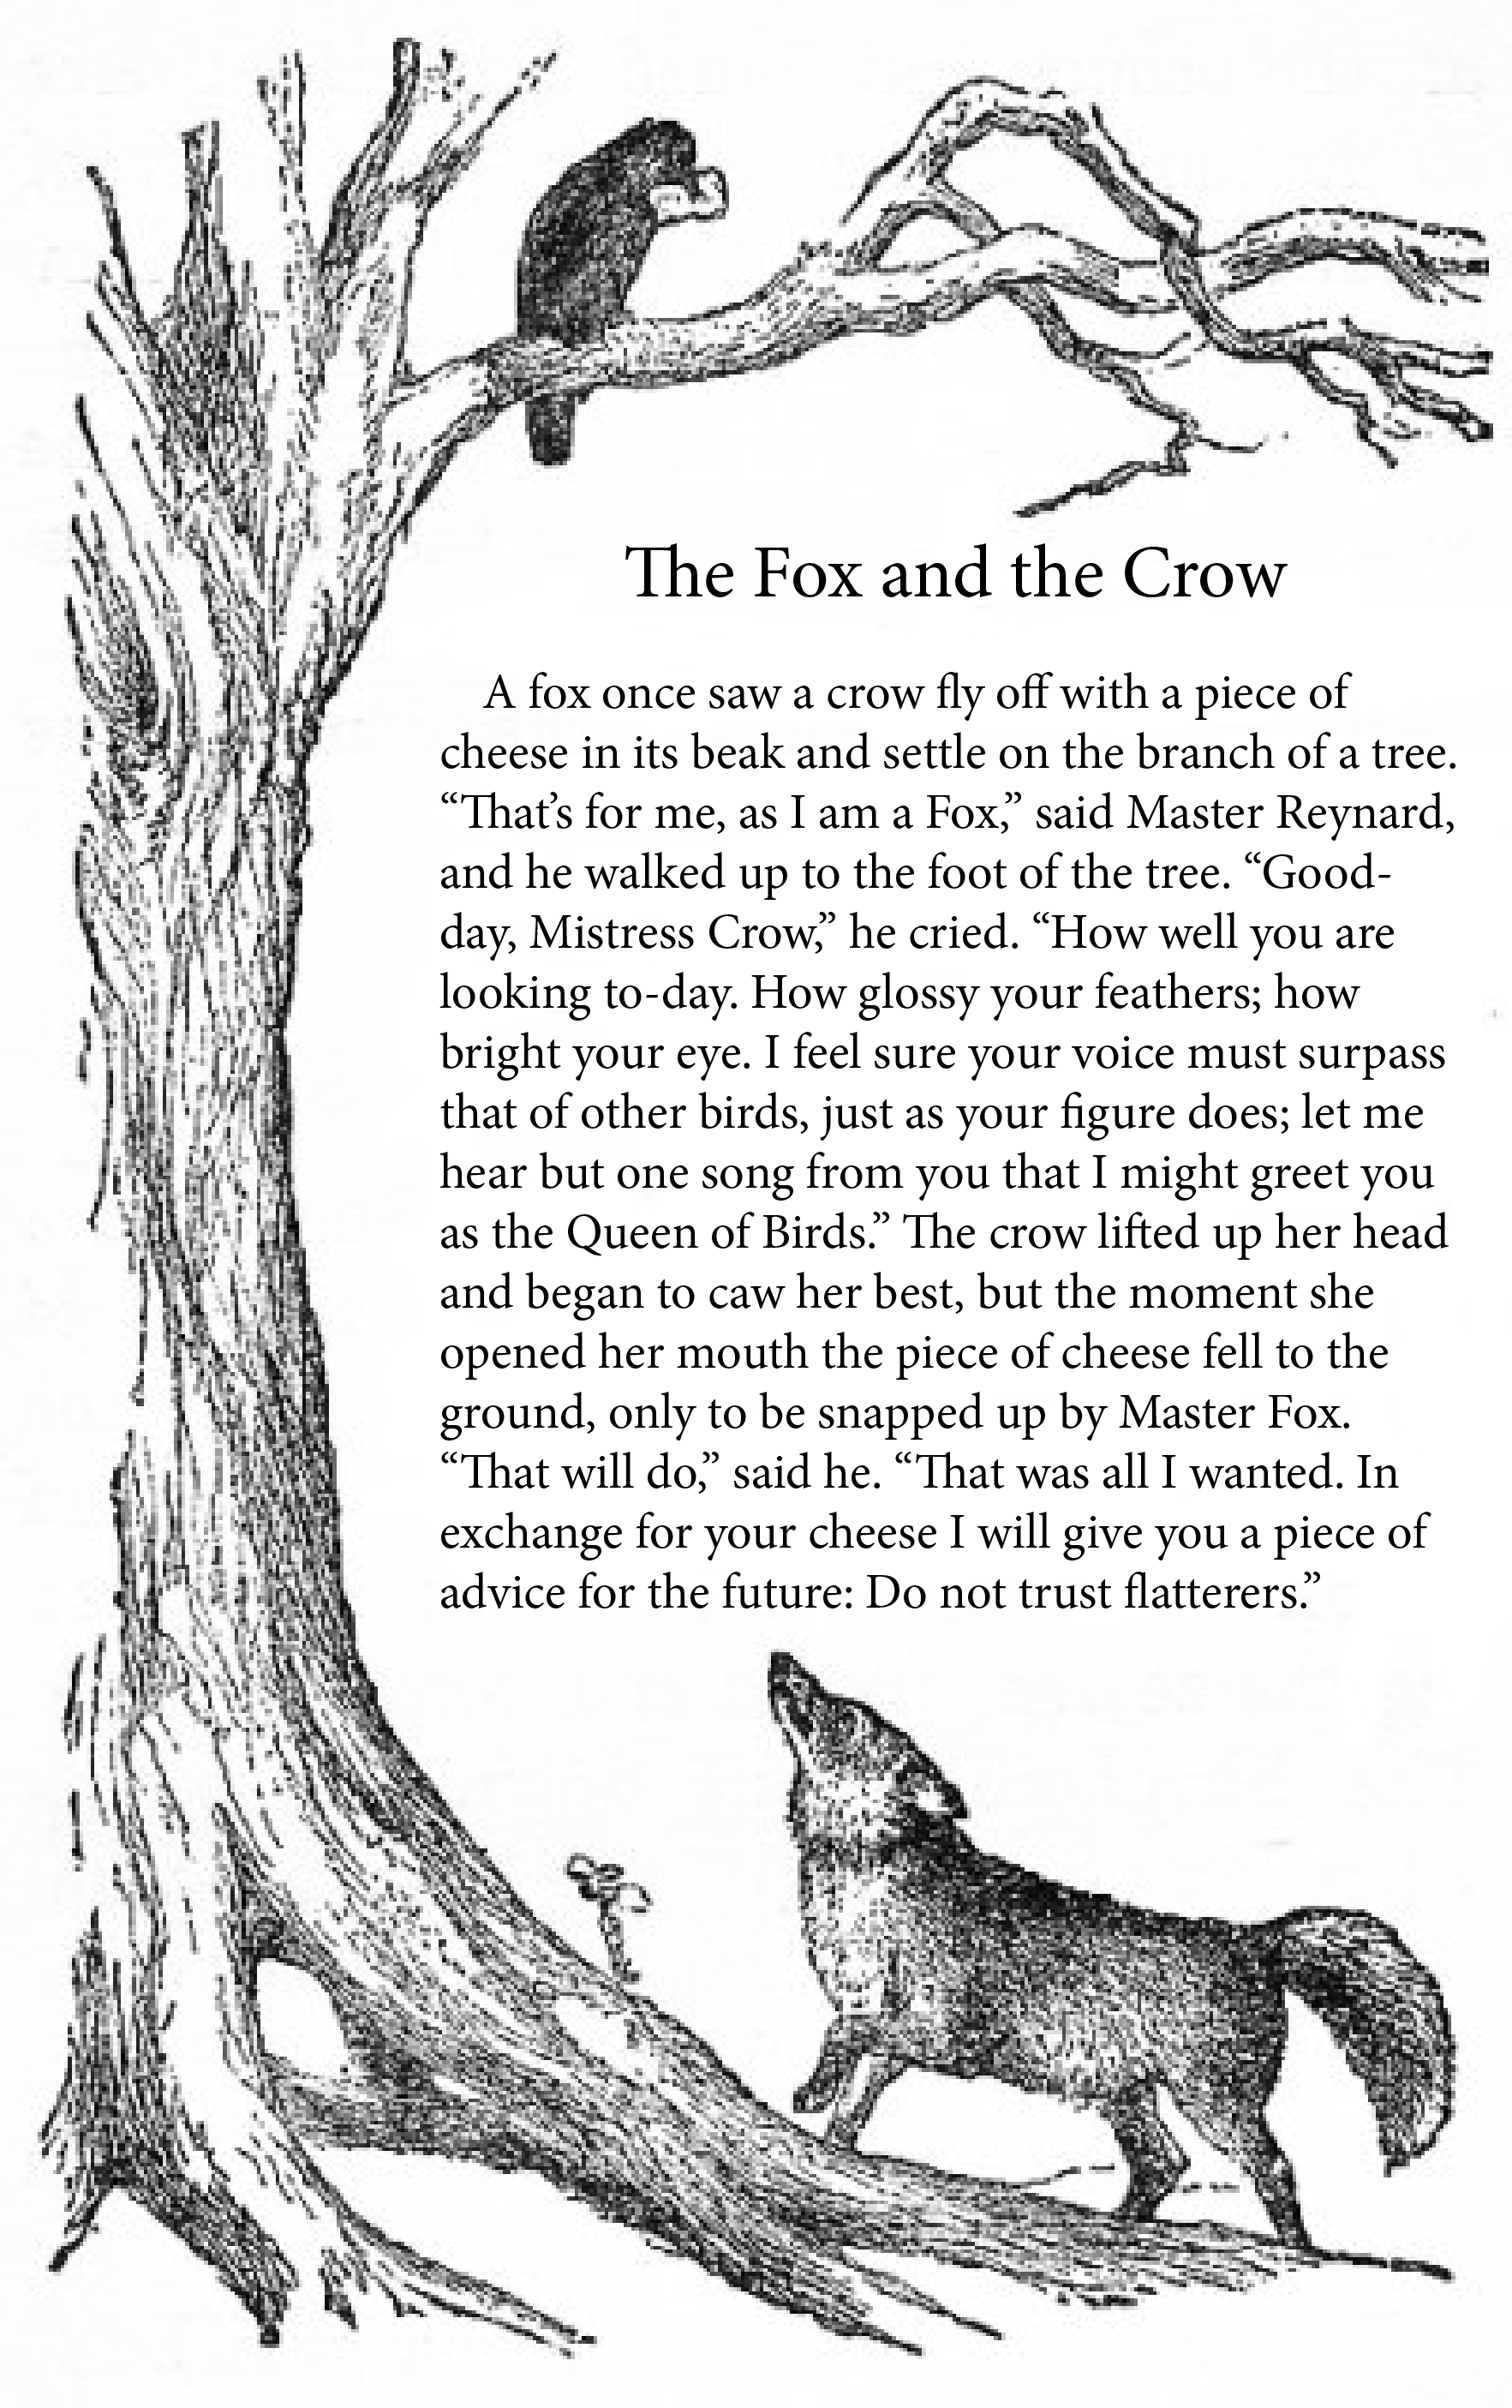 The Fox and the Crow
A fox once saw a crow fly off with a piece of
cheese in its beak and settle on the branch of a tree.
“That’s for me, as I am a Fox,” said Master Reynard,
and he walked up to the foot of the tree. “Good-
day, Mistress Crow,” he cried. “How well you are
looking to-day. How glossy your feathers; how
bright your eye. I feel sure your voice must surpass
that of other birds, just as your figure does; let me
hear but one song from you that I might greet you
as the Queen of Birds.” The crow lifted up her head
and began to caw her best, but the moment she
opened her mouth the piece of cheese fell to the
ground, only to be snapped up by Master Fox.
“That will do,” said he. “That was all I wanted. In
exchange for your cheese I will give you a piece of
advice for the future: Do not trust flatterers.”